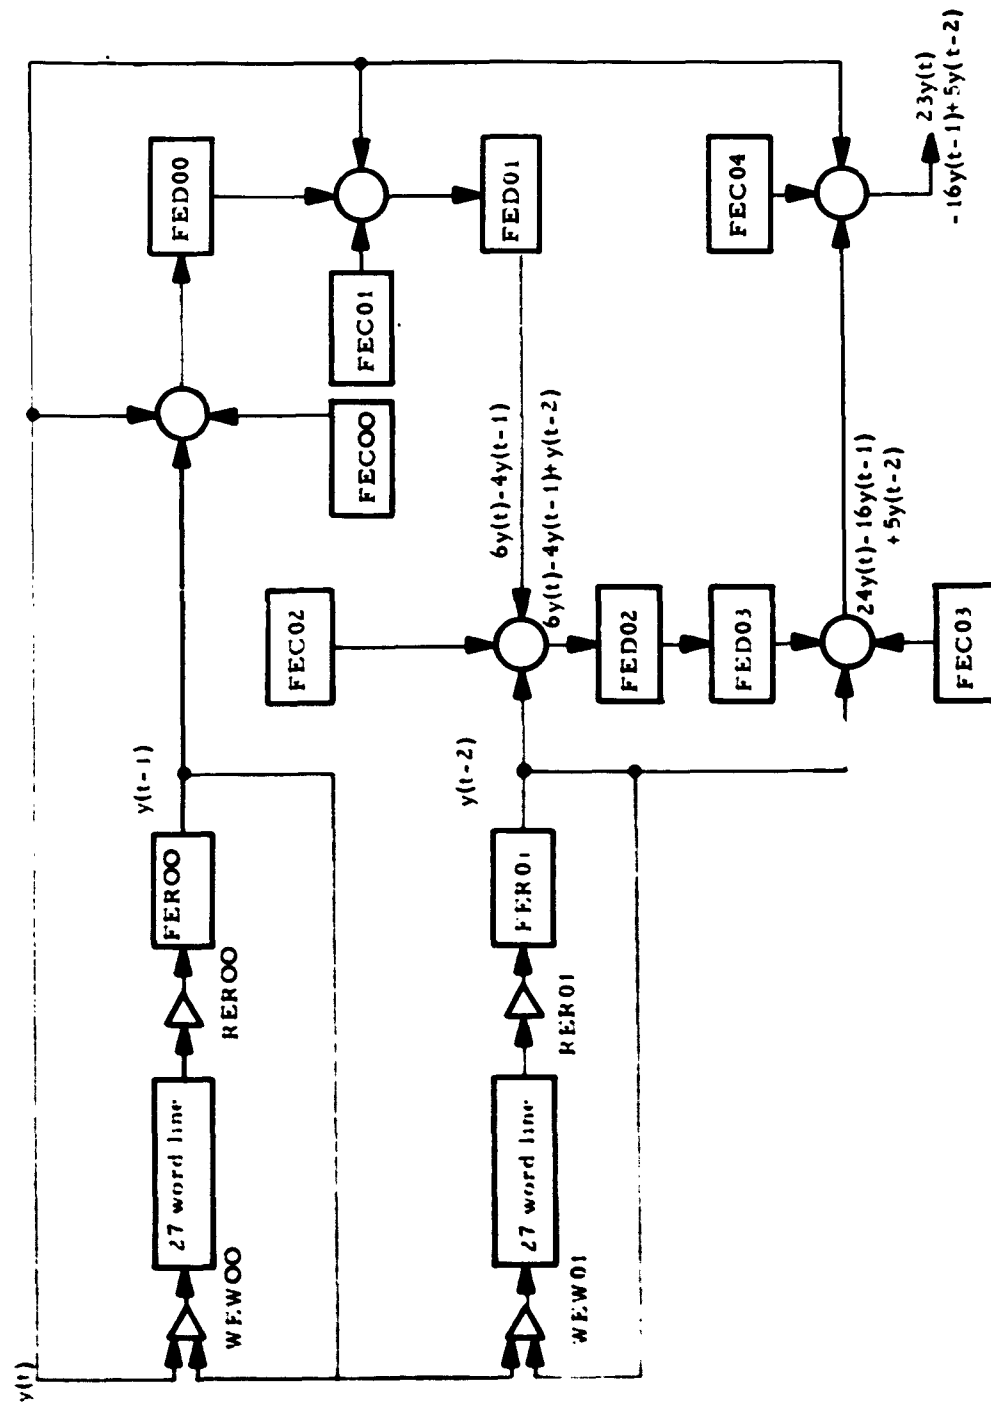 y(t)
WEW00
27 word line
RER00
FER00
y(t-1)
FEC00
FED00
FEC01
FED01
6y(t)-4y(t-1)
6y(t)-4y(t-1)+y(t-2)
FEC02
WEW01
27 word line
RER01
FER01
y(t-2)
FED02
FED03
24y(t)-16y(t-1)
+5y(t-2)
FEC03
FEC04
23y(t)
-16y(t-1)+5y(t-2)